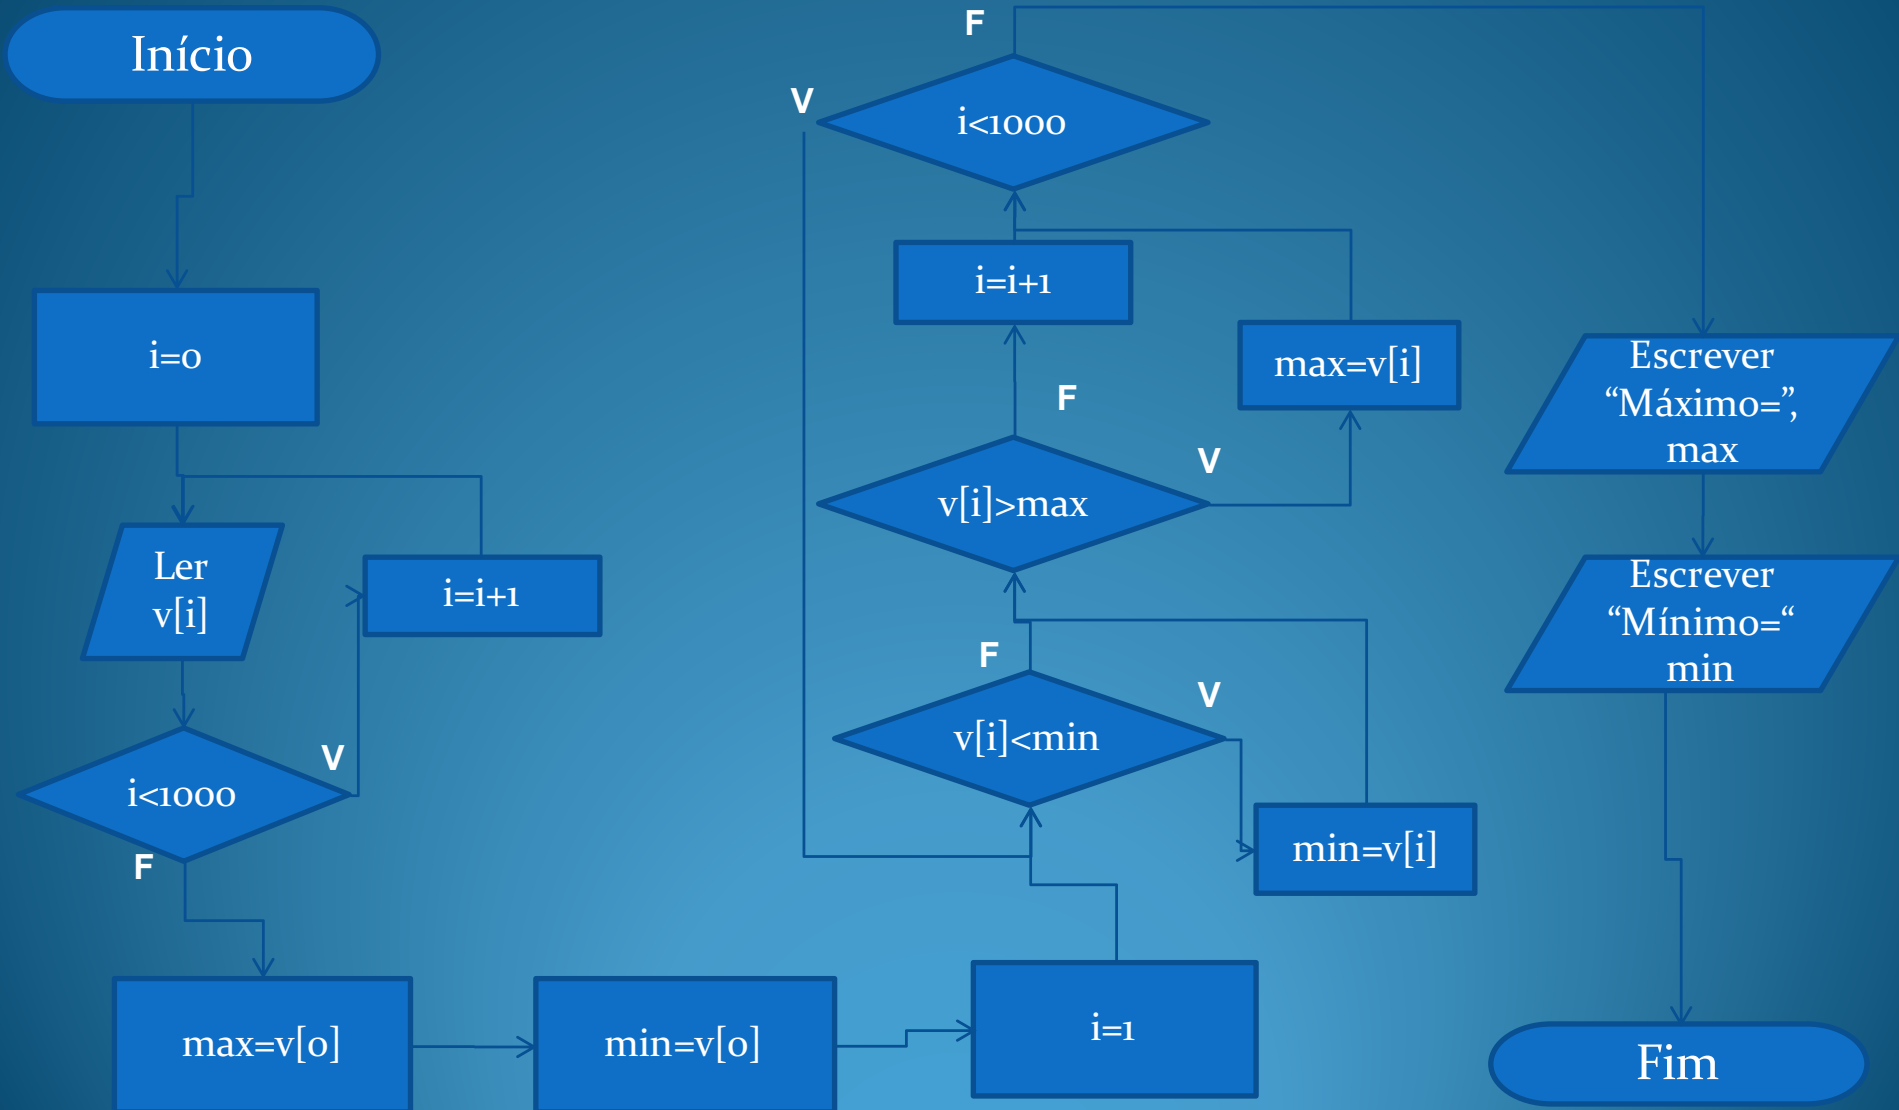 Início
i=0
Ler
v[i]
i=i+1
i<1000
V
F
max=v[0]
min=v[0]
i=1
v[i]<min
V
F
min=v[i]
v[i]>max
V
F
max=v[i]
i=i+1
i<1000
V
F
Escrever
“Máximo=”,
max
Escrever
“Mínimo=“
min
Fim